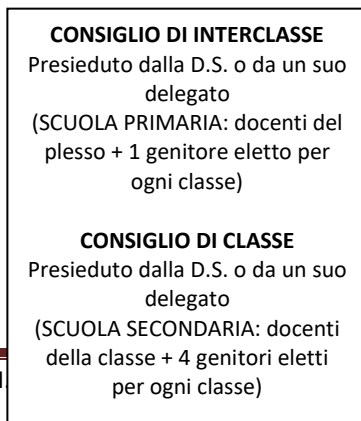 CONSIGLIO DI INTERCLASSE
Presieduto dalla D.S. o da un suo
delegato
(SCUOLA PRIMARIA: docenti del
plesso + 1 genitore eletto per
ogni classe)
CONSIGLIO DI CLASSE
Presieduto dalla D.S. o da un suo
delegato
(SCUOLA SECONDARIA: docenti
della classe + 4 genitori eletti
per ogni classe)